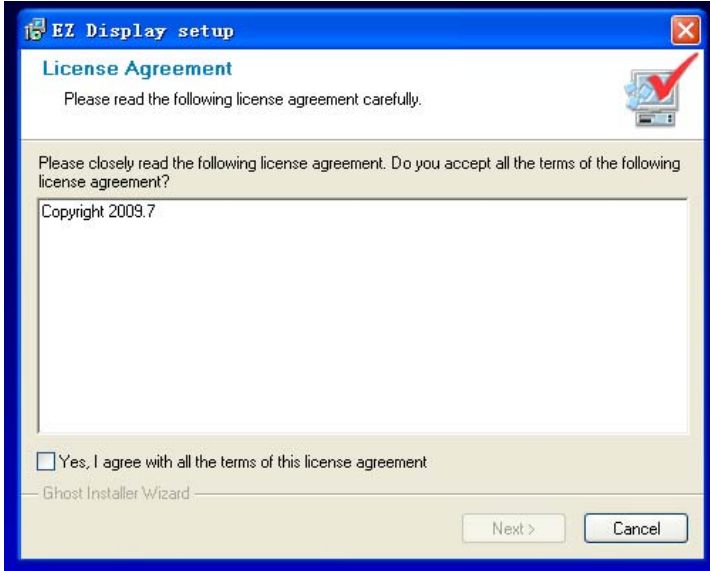 EZ Display setup
License Agreement
Please read the following license agreement carefully.
Please closely read the following license agreement. Do you accept all the terms of the following
license agreement?
Copyright 2009.7
Yes, I agree with all the terms of this license agreement
Ghost Installer Wizard
Next >
Cancel